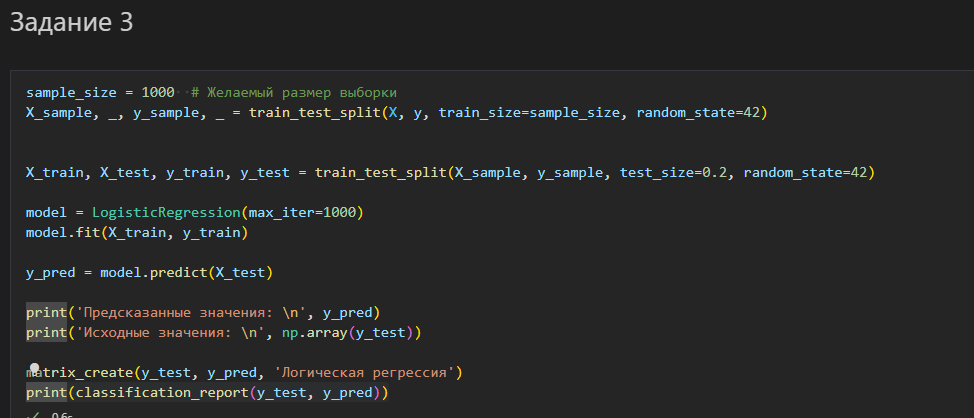 Задание 3
sample_size = 1000  # Желаемый размер выборки
X_sample, _, y_sample, _ = train_test_split(X, y, train_size=sample_size, random_state=42)
X_train, X_test, y_train, y_test = train_test_split(X_sample, y_sample, test_size=0.2, random_state=42)
model = LogisticRegression(max_iter=1000)
model.fit(X_train, y_train)
y_pred = model.predict(X_test)
print('Предсказанные значения: \n', y_pred)
print('Исходные значения: \n', np.array(y_test))
matrix_create(y_test, y_pred, 'Логическая регрессия')
print(classification_report(y_test, y_pred))